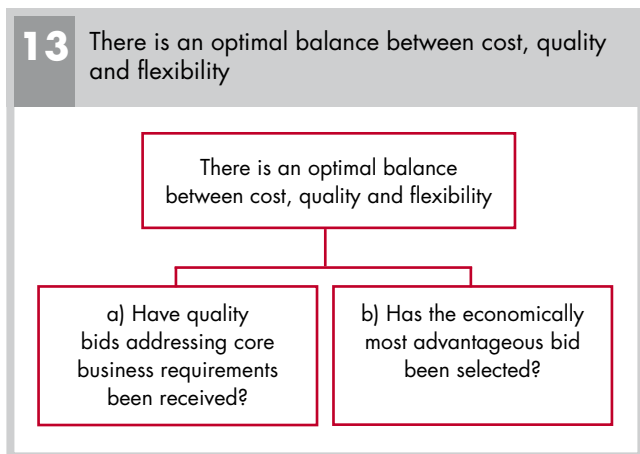 13
There is an optimal balance between cost, quality
and flexibility
There is an optimal balance
between cost, quality and flexibility
a) Have quality
bids addressing core
business requirements
been received?
b) Has the economically
most advantageous bid
been selected?